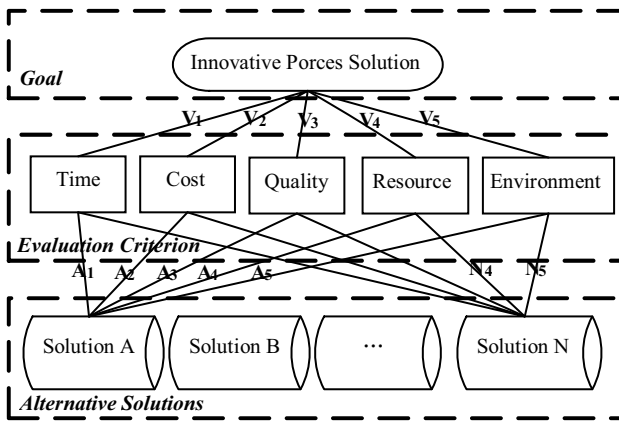 Innovative Porces Solution
Goal
V1 V2 V3 V4 V5
Time Cost Quality Resource Environment
Evaluation Criterion
A1 A2 A3 A4 A5 N4 N5
Solution A Solution B ... Solution N
Alternative Solutions